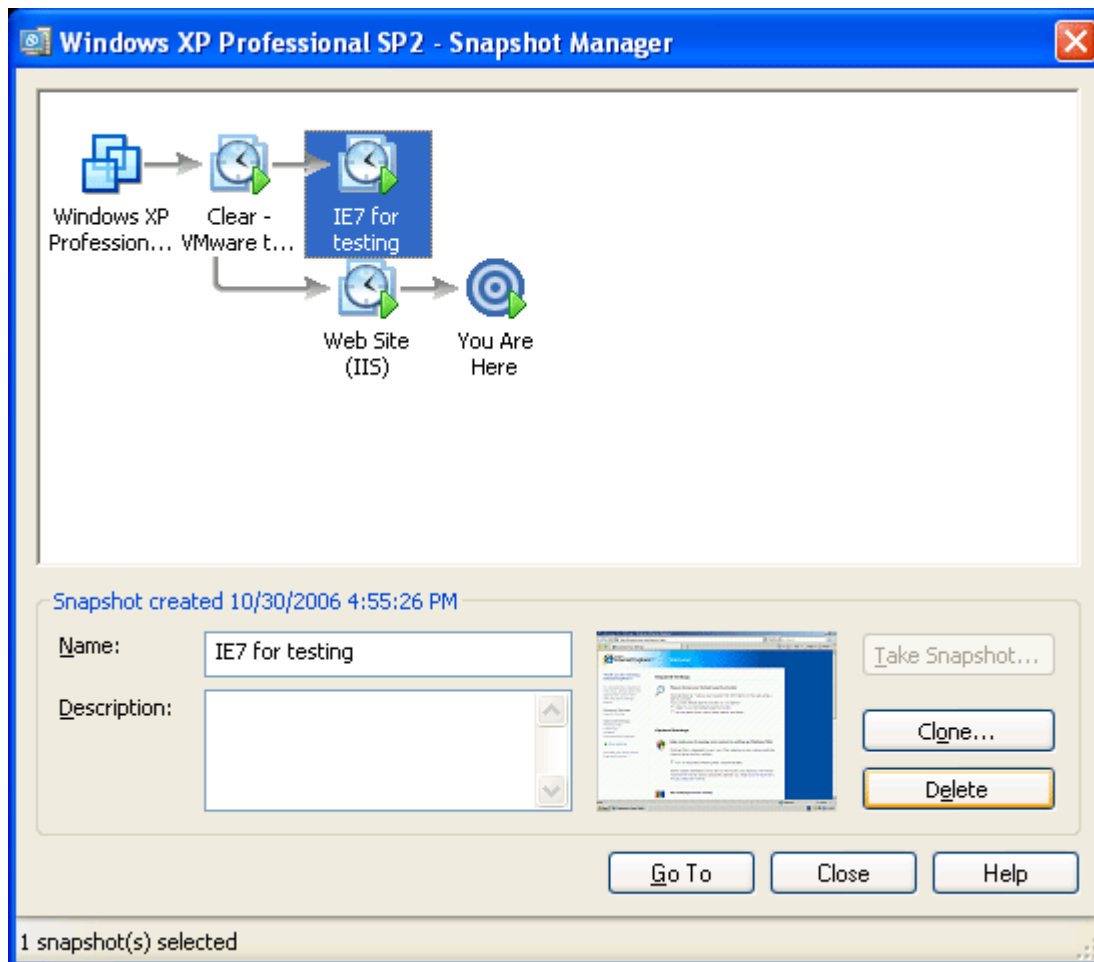 Windows XP Professional SP2 - Snapshot Manager
Windows XP
Profession...
Clear -
VMware t...
IE7 for
testing
Web Site
(IIS)
You Are
Here
Snapshot created 10/30/2006 4:55:26 PM
Name:
IE7 for testing
Take Snapshot...
Description:
Clone...
Delete
Go To
Close
Help
1 snapshot(s) selected